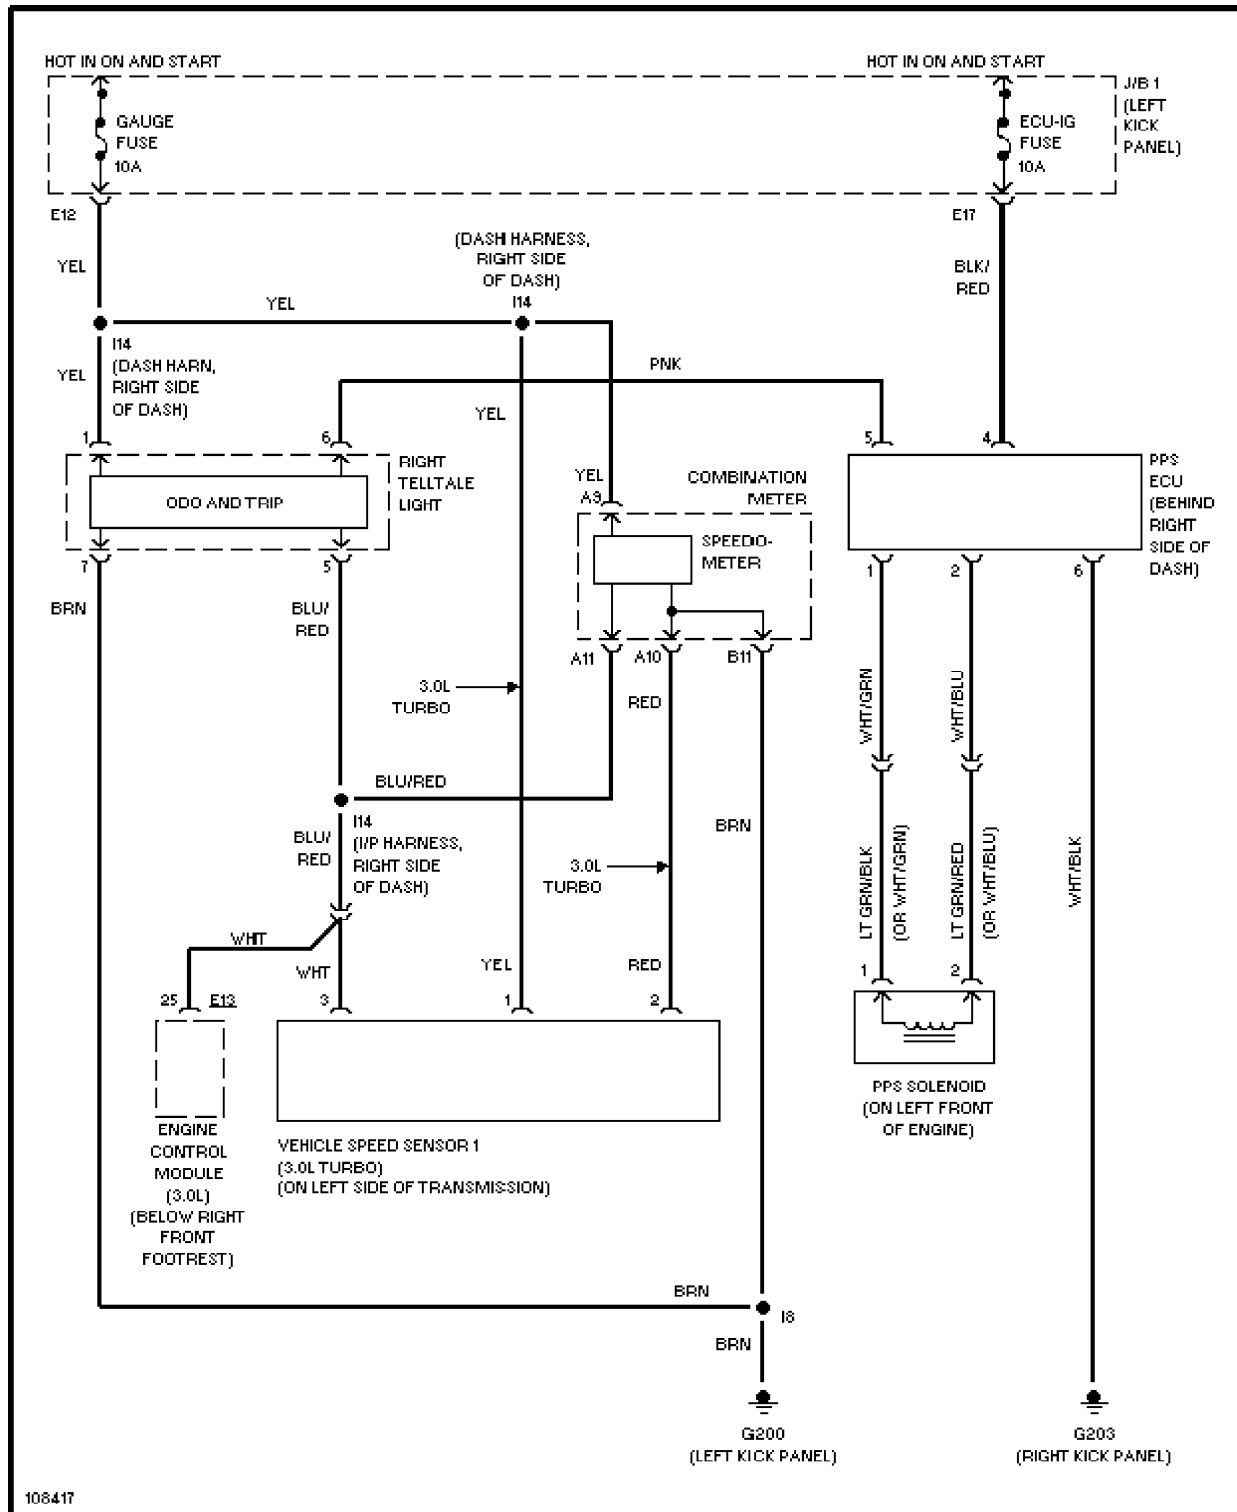 HOT IN ON AND START
HOT IN ON AND START
GAUGE
FUSE
10A
ECU-IG
FUSE
10A
J/B 1
(LEFT
KICK
PANEL)
E12
E17
(DASH HARNESS,
RIGHT SIDE
OF DASH)
I14
YEL
BLK/
RED
YEL
I14
(DASH HARN,
RIGHT SIDE
OF DASH)
YEL
PNK
YEL
1
6
5
4
RIGHT
TELLTALE
LIGHT
ODO AND TRIP
YEL
A9
COMBINATION
METER
PPS
ECU
(BEHIND
RIGHT
SIDE OF
DASH)
SPEEDO-
METER
7
5
1
2
6
BRN
BLU/
RED
A11
A10
B11
3.0L
TURBO
RED
WHT/GRN
WHT/BLU
BLU/RED
BLU/
RED
I14
(I/P HARNESS,
RIGHT SIDE
OF DASH)
BRN
3.0L
TURBO
LT GRN/BLK
(OR WHT/GRN)
LT GRN/RED
(OR WHT/BLU)
WHT/BLK
WHT
WHT
YEL
RED
1
2
25
E13
3
1
2
PPS SOLENOID
(ON LEFT FRONT
OF ENGINE)
ENGINE
CONTROL
MODULE
(3.0L)
(BELOW RIGHT
FRONT
FOOTREST)
VEHICLE SPEED SENSOR 1
(3.0L TURBO)
(ON LEFT SIDE OF TRANSMISSION)
BRN
I8
BRN
G200
(LEFT KICK PANEL)
G203
(RIGHT KICK PANEL)
108417